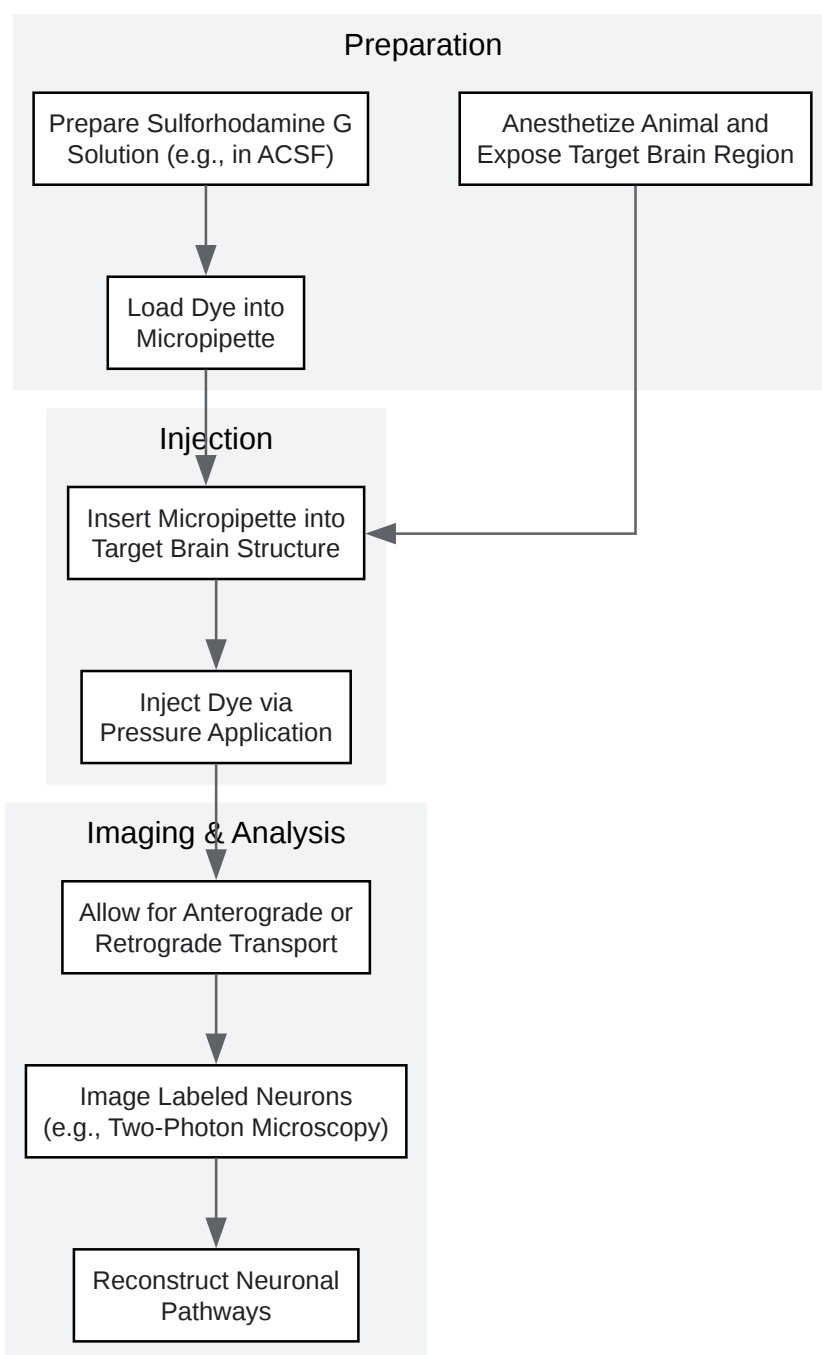 Preparation
Prepare Sulforhodamine G
Solution (e.g., in ACSF)
Anesthetize Animal and
Expose Target Brain Region
Load Dye into
Micropipette
Injection
Insert Micropipette into
Target Brain Structure
Inject Dye via
Pressure Application
Imaging & Analysis
Allow for Anterograde or
Retrograde Transport
Image Labeled Neurons
(e.g., Two-Photon Microscopy)
Reconstruct Neuronal
Pathways